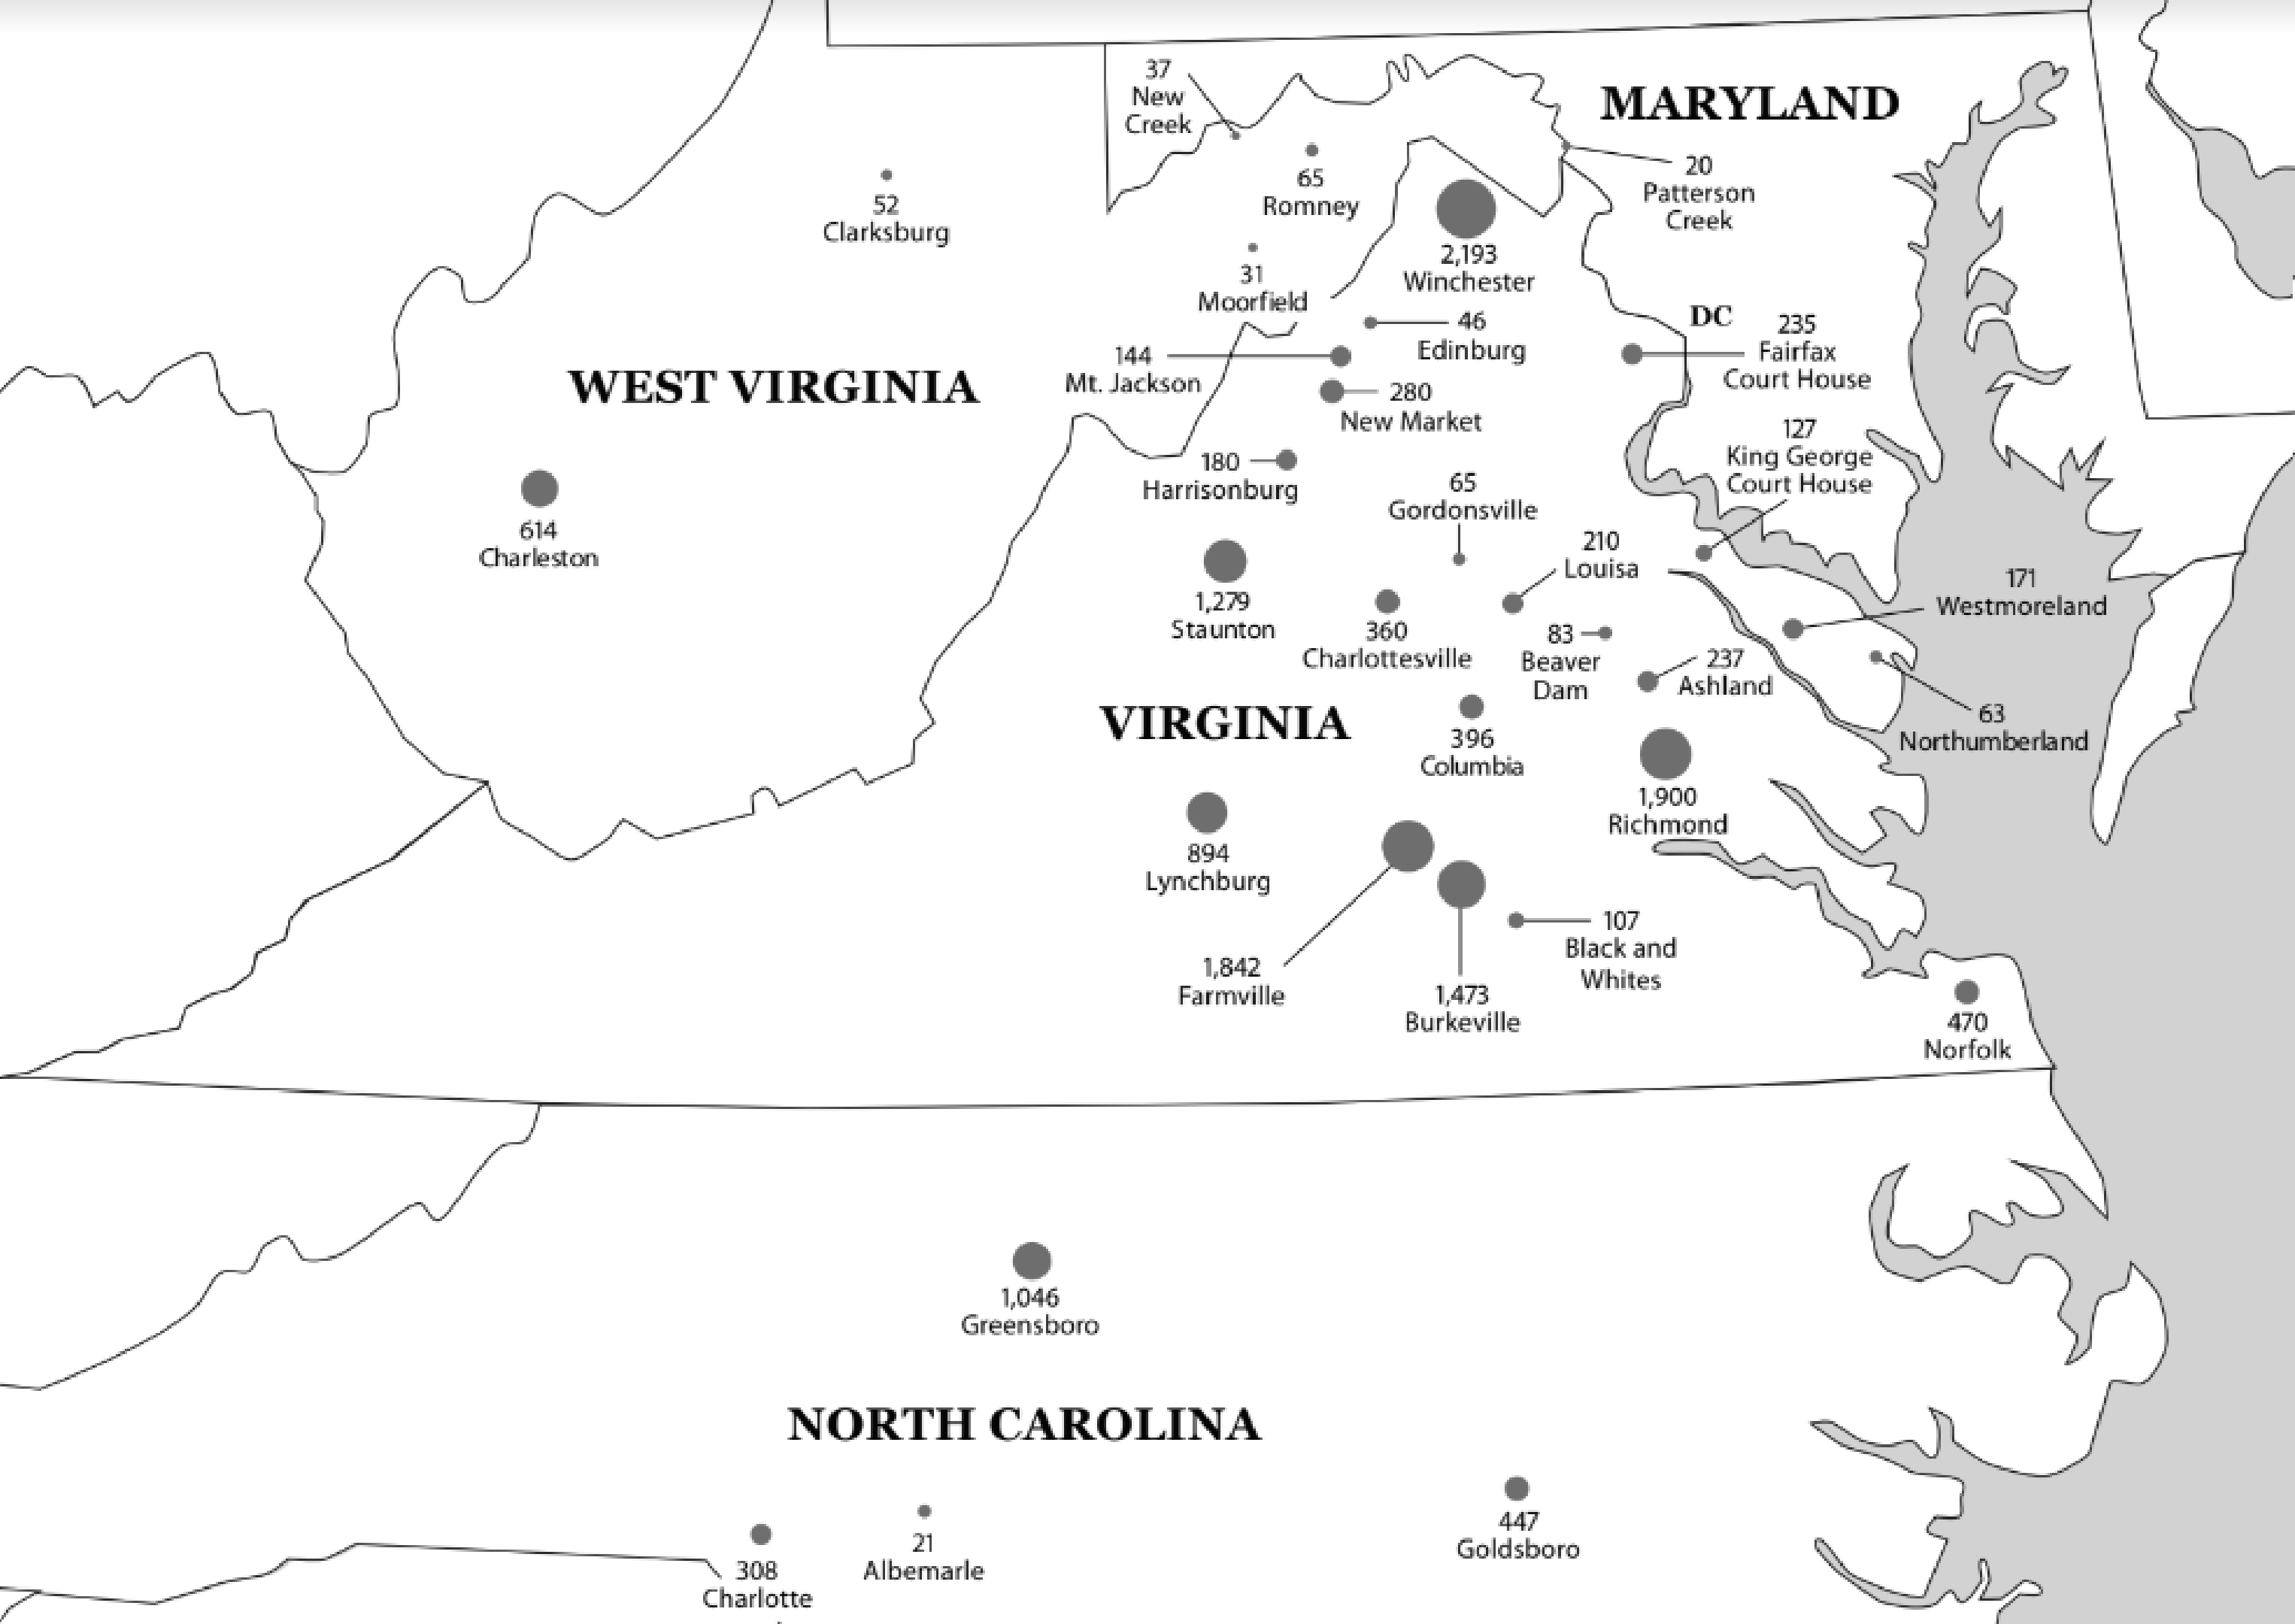 37
New
Creek
MARYLAND
20
Patterson
Creek
65
Romney
52
Clarksburg
2,193
Winchester
31
Moorfield
DC
46
Edinburg
235
Fairfax
Court House
144
Mt. Jackson
WEST VIRGINIA
280
New Market
127
King George
Court House
180
Harrisonburg
65
Gordonsville
614
Charleston
210
Louisa
171
Westmoreland
1,279
Staunton
360
Charlottesville
83
Beaver
Dam
237
Ashland
63
Northumberland
VIRGINIA
396
Columbia
1,900
Richmond
894
Lynchburg
107
Black and
Whites
1,842
Farmville
1,473
Burkeville
470
Norfolk
1,046
Greensboro
NORTH CAROLINA
447
Goldsboro
21
Albemarle
308
Charlotte